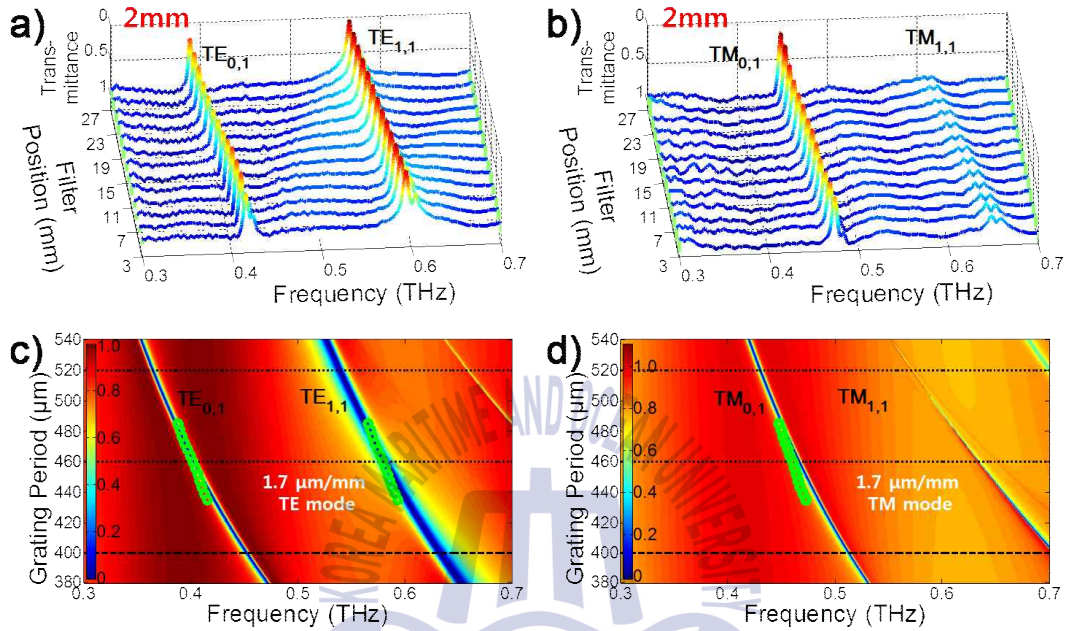 a)
2mm
TE0,1
TE1,1
Trans-
mittance
0
0.5
1
27
23
19
15
11
7
3
Filter
Position (mm)
0.3
0.4
0.5
0.6
0.7
Frequency (THz)
b)
2mm
TM0,1
TM1,1
Trans-
mittance
0
0.5
1
27
23
19
15
11
7
3
Filter
Position (mm)
0.3
0.4
0.5
0.6
0.7
Frequency (THz)
c)
540
520
500
480
460
440
420
400
380
Grating Period (μm)
1.0
0.8
0.6
0.4
0.2
0
TE0,1
TE1,1
1.7 μm/mm
TE mode
0.3
0.4
0.5
0.6
0.7
Frequency (THz)
d)
540
520
500
480
460
440
420
400
380
Grating Period (μm)
1.0
0.8
0.6
0.4
0.2
0
TM0,1
TM1,1
1.7 μm/mm
TM mode
0.3
0.4
0.5
0.6
0.7
Frequency (THz)
KOREA MARITIME AND OCEAN UNIVERSITY